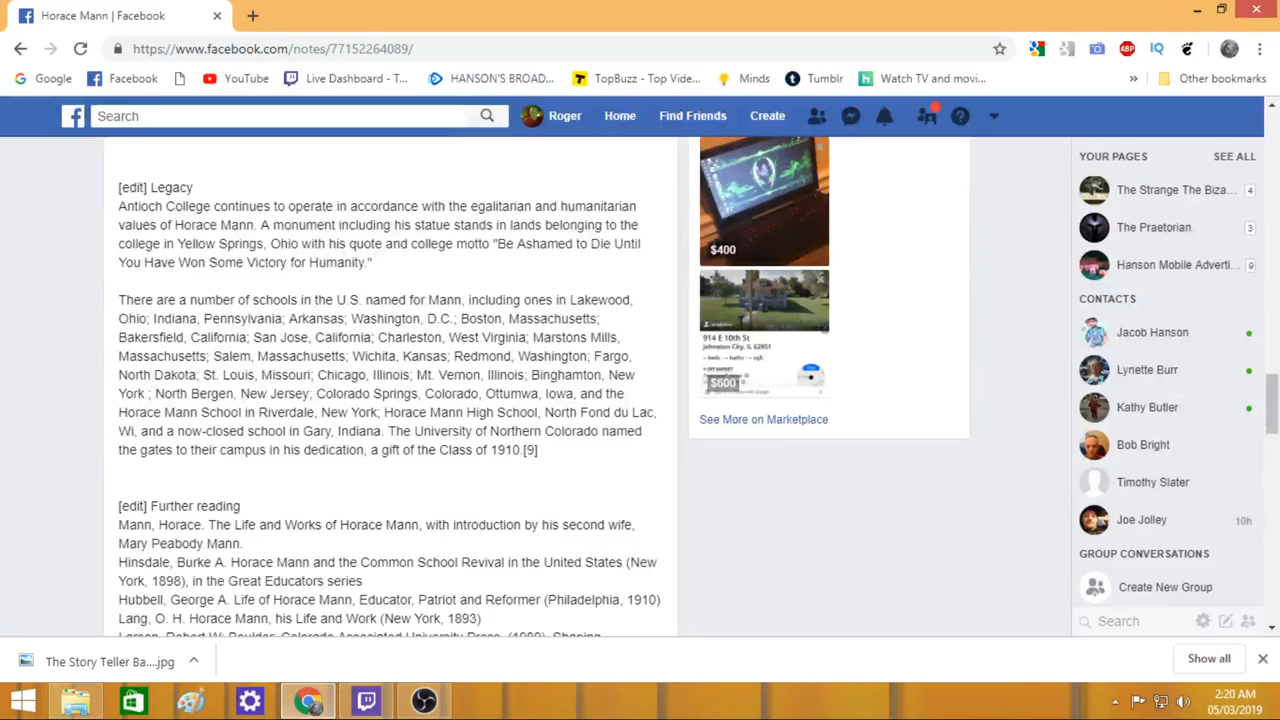 Horace Mann | Facebook
https://www.facebook.com/notes/77152264089/
ABP
IQ
Google
Facebook
YouTube
Live Dashboard - T...
HANSON'S BROAD...
TopBuzz - Top Vide...
Minds
Tumblr
Watch TV and movi...
»
Other bookmarks
Search
Roger
Home
Find Friends
Create
[edit] Legacy
Antioch College continues to operate in accordance with the egalitarian and humanitarian
values of Horace Mann. A monument including his statue stands in lands belonging to the
college in Yellow Springs, Ohio with his quote and college motto "Be Ashamed to Die Until
You Have Won Some Victory for Humanity."
There are a number of schools in the U.S. named for Mann, including ones in Lakewood,
Ohio; Indiana, Pennsylvania; Arkansas; Washington, D.C.; Boston, Massachusetts;
Bakersfield, California; San Jose, California; Charleston, West Virginia; Marstons Mills,
Massachusetts; Salem, Massachusetts; Wichita, Kansas; Redmond, Washington; Fargo,
North Dakota; St. Louis, Missouri; Chicago, Illinois; Mt. Vernon, Illinois; Binghamton, New
York ; North Bergen, New Jersey; Colorado Springs, Colorado, Ottumwa, Iowa, and the
Horace Mann School in Riverdale, New York; Horace Mann High School, North Fond du Lac,
Wi, and a now-closed school in Gary, Indiana. The University of Northern Colorado named
the gates to their campus in his dedication, a gift of the Class of 1910.[9]
[edit] Further reading
Mann, Horace. The Life and Works of Horace Mann, with introduction by his second wife,
Mary Peabody Mann.
Hinsdale, Burke A. Horace Mann and the Common School Revival in the United States (New
York, 1898), in the Great Educators series
Hubbell, George A. Life of Horace Mann, Educator, Patriot and Reformer (Philadelphia, 1910)
Lang, O. H. Horace Mann, his Life and Work (New York, 1893)
Larsen, Robert W; Boulder: Colorado Associated University Press, (1989). Shaping
$400
914 E 10th St
Johnston City, IL 62951
$600
See More on Marketplace
YOUR PAGES
SEE ALL
The Strange The Biza...
4
The Praetorian
3
Hanson Mobile Adverti...
9
CONTACTS
Jacob Hanson
Lynette Burr
Kathy Butler
Bob Bright
Timothy Slater
Joe Jolley
10h
GROUP CONVERSATIONS
Create New Group
Search
The Story Teller Ba....jpg
Show all
2:20 AM
05/03/2019